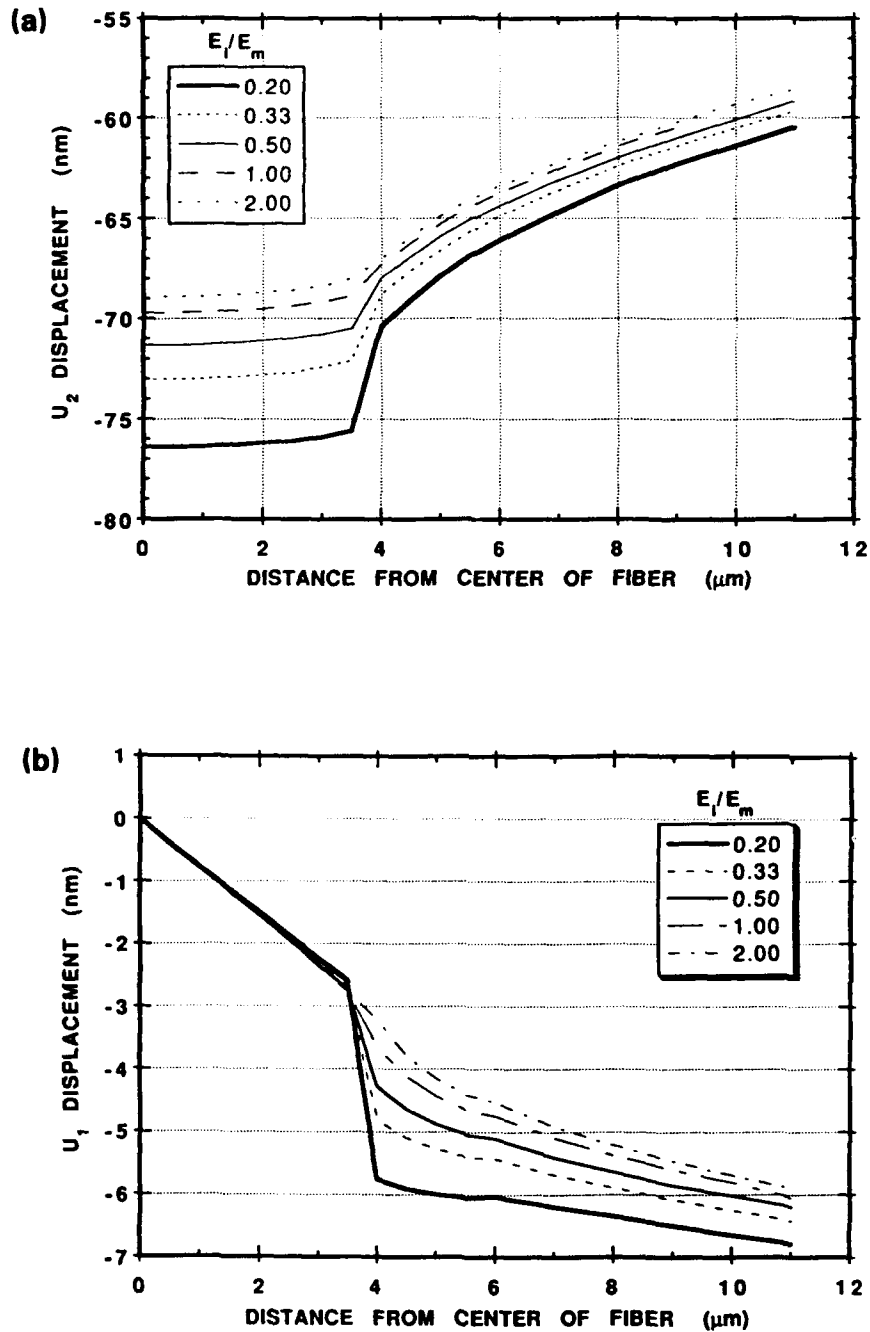 (a)
E_i/E_m
0.20
0.33
0.50
1.00
2.00
-55
-60
-65
-70
-75
-80
U_2 DISPLACEMENT (nm)
0 2 4 6 8 10 12
DISTANCE FROM CENTER OF FIBER (μm)
(b)
E_i/E_m
0.20
0.33
0.50
1.00
2.00
1
0
-1
-2
-3
-4
-5
-6
-7
U_1 DISPLACEMENT (nm)
0 2 4 6 8 10 12
DISTANCE FROM CENTER OF FIBER (μm)